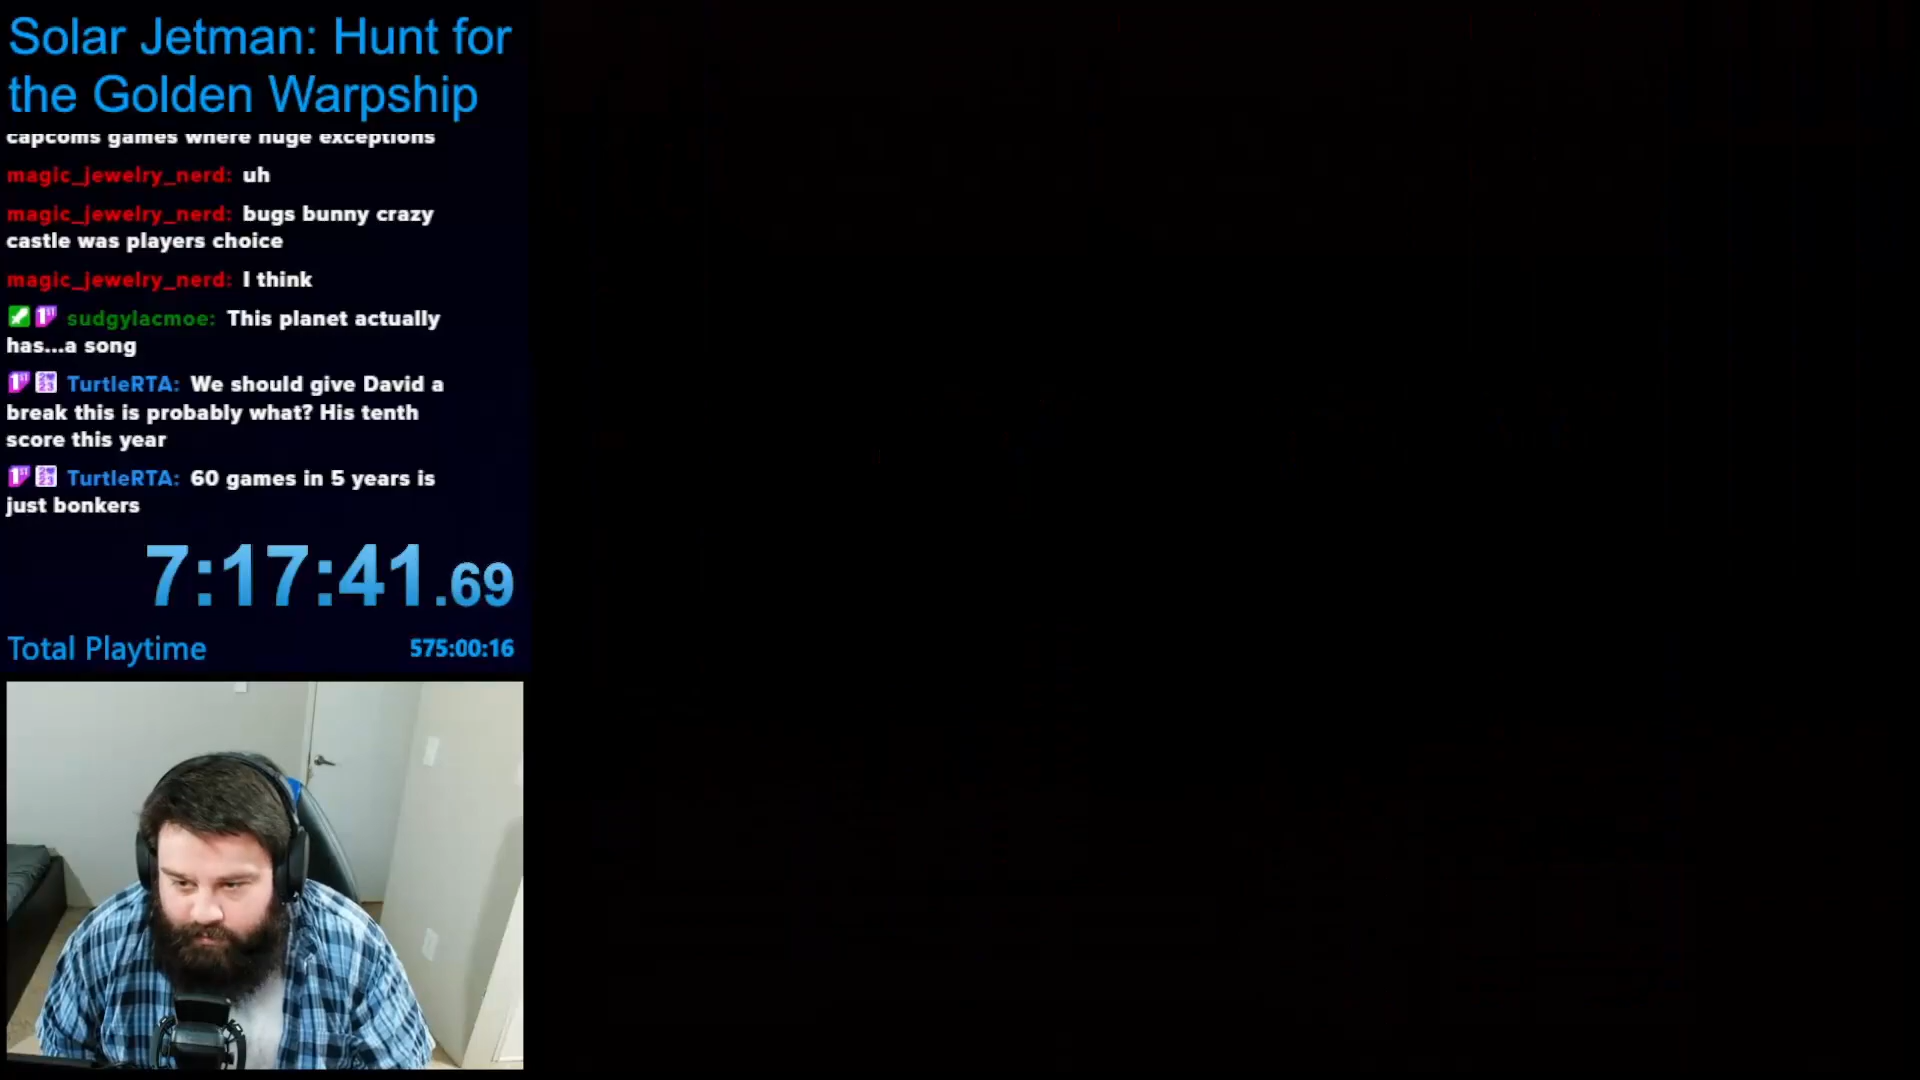 Solar Jetman: Hunt for
the Golden Warpship
capcoms games where huge exceptions
magic_jewelry_nerd: uh
magic_jewelry_nerd: bugs bunny crazy
castle was players choice
magic_jewelry_nerd: I think
sudgylacmoe: This planet actually
has...a song
TurtleRTA: We should give David a
break this is probably what? His tenth
score this year
TurtleRTA: 60 games in 5 years is
just bonkers
7:17:41.69
Total Playtime 575:00:16